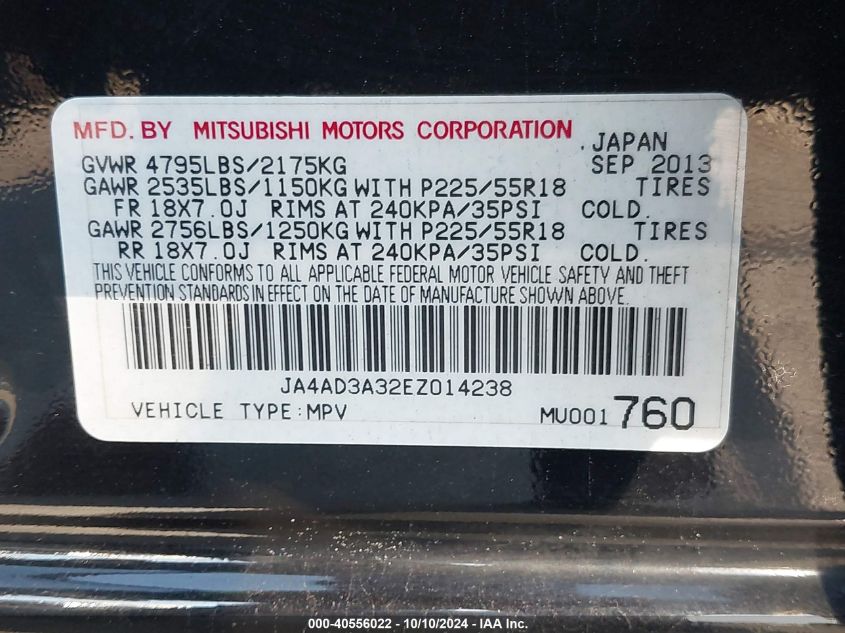 MFD. BY MITSUBISHI MOTORS CORPORATION . JAPAN
GVWR 4795LBS/2175KG SEP 2013
GAWR 2535LBS/1150KG WITH P225/55R18 TIRES
FR 18X7.0J RIMS AT 240KPA/35PSI COLD.
GAWR 2756LBS/1250KG WITH P225/55R18 TIRES
RR 18X7.0J RIMS AT 240KPA/35PSI COLD.
THIS VEHICLE CONFORMS TO ALL APPLICABLE FEDERAL MOTOR VEHICLE SAFETY AND THEFT
PREVENTION STANDARDS IN EFFECT ON THE DATE OF MANUFACTURE SHOWN ABOVE.
JA4AD3A32EZ014238
VEHICLE TYPE:MPV MU001760
000-40556022 - 10/10/2024 - IAA Inc.